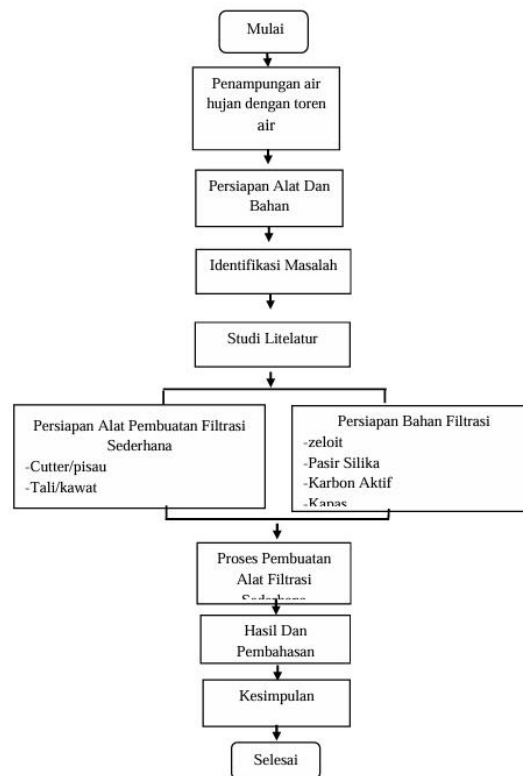 Mulai
Penampungan air
hujan dengan toren
air
Persiapan Alat Dan
Bahan
Identifikasi Masalah
Studi Litelatur
Persiapan Alat Pembuatan Filtrasi
Sederhana
-Cutter/pisau
-Tali/kawat
Persiapan Bahan Filtrasi
-zeloit
-Pasir Silika
-Karbon Aktif
-Kapas
Proses Pembuatan
Alat Filtrasi
Sederhana
Hasil Dan
Pembahasan
Kesimpulan
Selesai